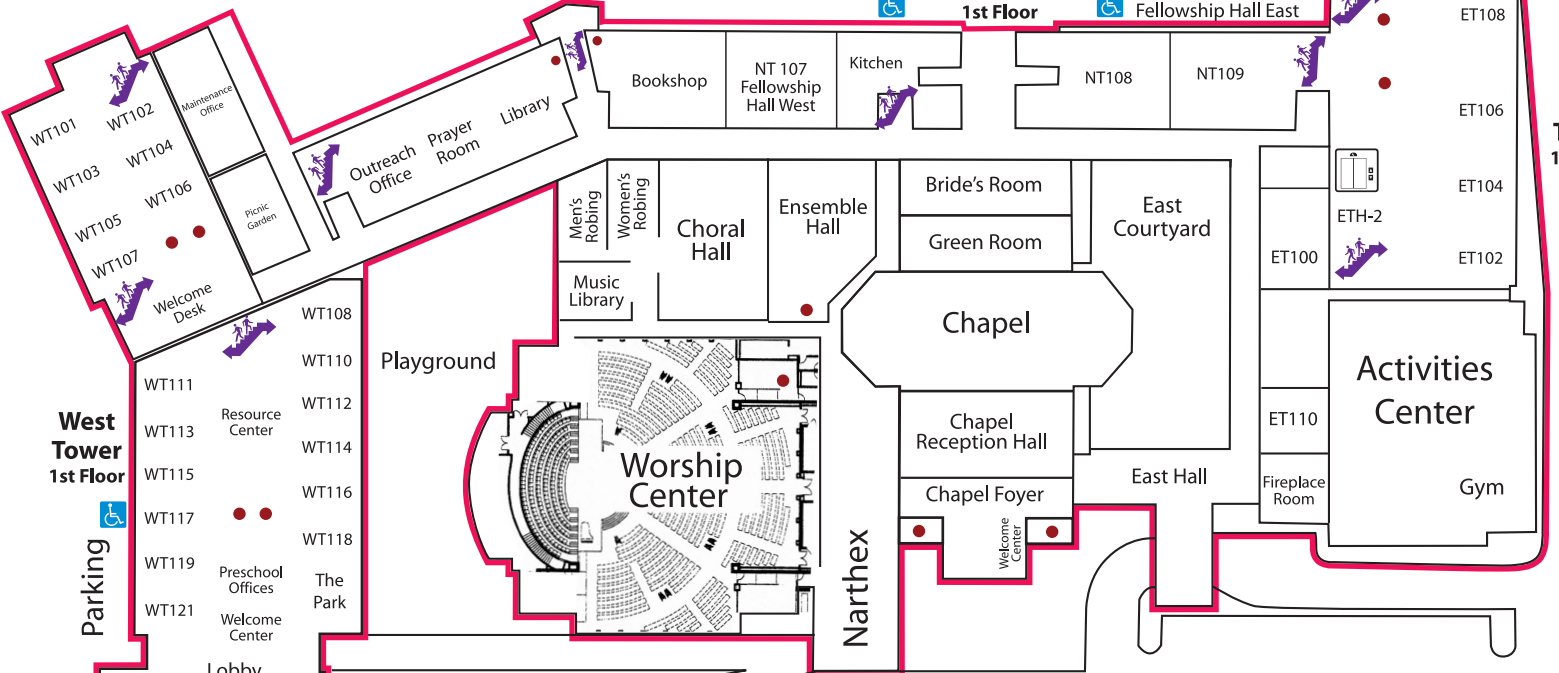 1st Floor
Fellowship Hall East
ET108
Bookshop
NT 107
Fellowship
Hall West
Kitchen
NT108
NT109
ET106
ET104
ETH-2
ET102
ET100
WT101
WT102
Maintenance
Office
WT103
WT104
WT105
WT106
WT107
Picnic
Garden
Welcome
Desk
Outreach
Office
Prayer
Room
Library
Men's
Robing
Women's
Robing
Choral
Hall
Ensemble
Hall
Music
Library
Bride's Room
Green Room
East
Courtyard
Chapel
Chapel
Reception Hall
Chapel Foyer
Welcome
Center
East Hall
ET110
Fireplace
Room
Activities
Center
Gym
Playground
Worship
Center
Narthex
West
Tower
1st Floor
Parking
WT108
WT110
WT111
WT112
Resource
Center
WT113
WT114
WT115
WT116
WT117
WT118
WT119
Preschool
Offices
The
Park
WT121
Welcome
Center
Lobby